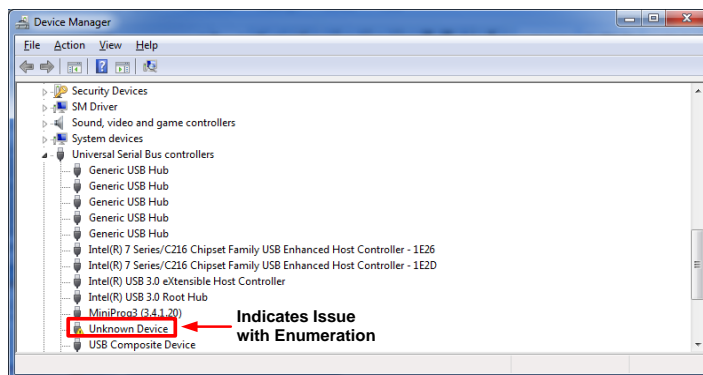 Device Manager
File Action View Help
Security Devices
SM Driver
Sound, video and game controllers
System devices
Universal Serial Bus controllers
Generic USB Hub
Generic USB Hub
Generic USB Hub
Generic USB Hub
Generic USB Hub
Intel(R) 7 Series/C216 Chipset Family USB Enhanced Host Controller - 1E26
Intel(R) 7 Series/C216 Chipset Family USB Enhanced Host Controller - 1E2D
Intel(R) USB 3.0 eXtensible Host Controller
Intel(R) USB 3.0 Root Hub
MiniProg3 (3.4.1.20)
Unknown Device
USB Composite Device
Indicates Issue
with Enumeration